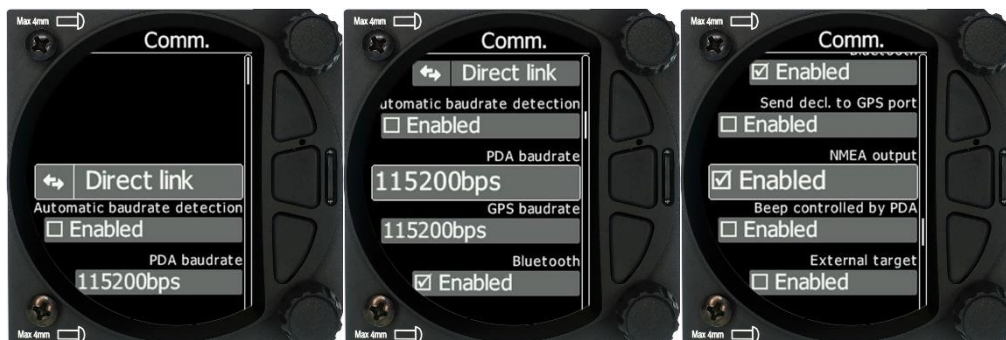 Max 4mm
Comm.
Direct link
Automatic baudrate detection
Enabled
PDA baudrate
115200bps
Max 4mm
Max 4mm
Comm.
Direct link
utomatic baudrate detection
Enabled
PDA baudrate
115200bps
GPS baudrate
115200bps
Bluetooth
Enabled
Max 4mm
Max 4mm
Comm.
Bluetooth
Enabled
Send decl. to GPS port
Enabled
NMEA output
Enabled
Beep controlled by PDA
Enabled
External target
Enabled
Max 4mm